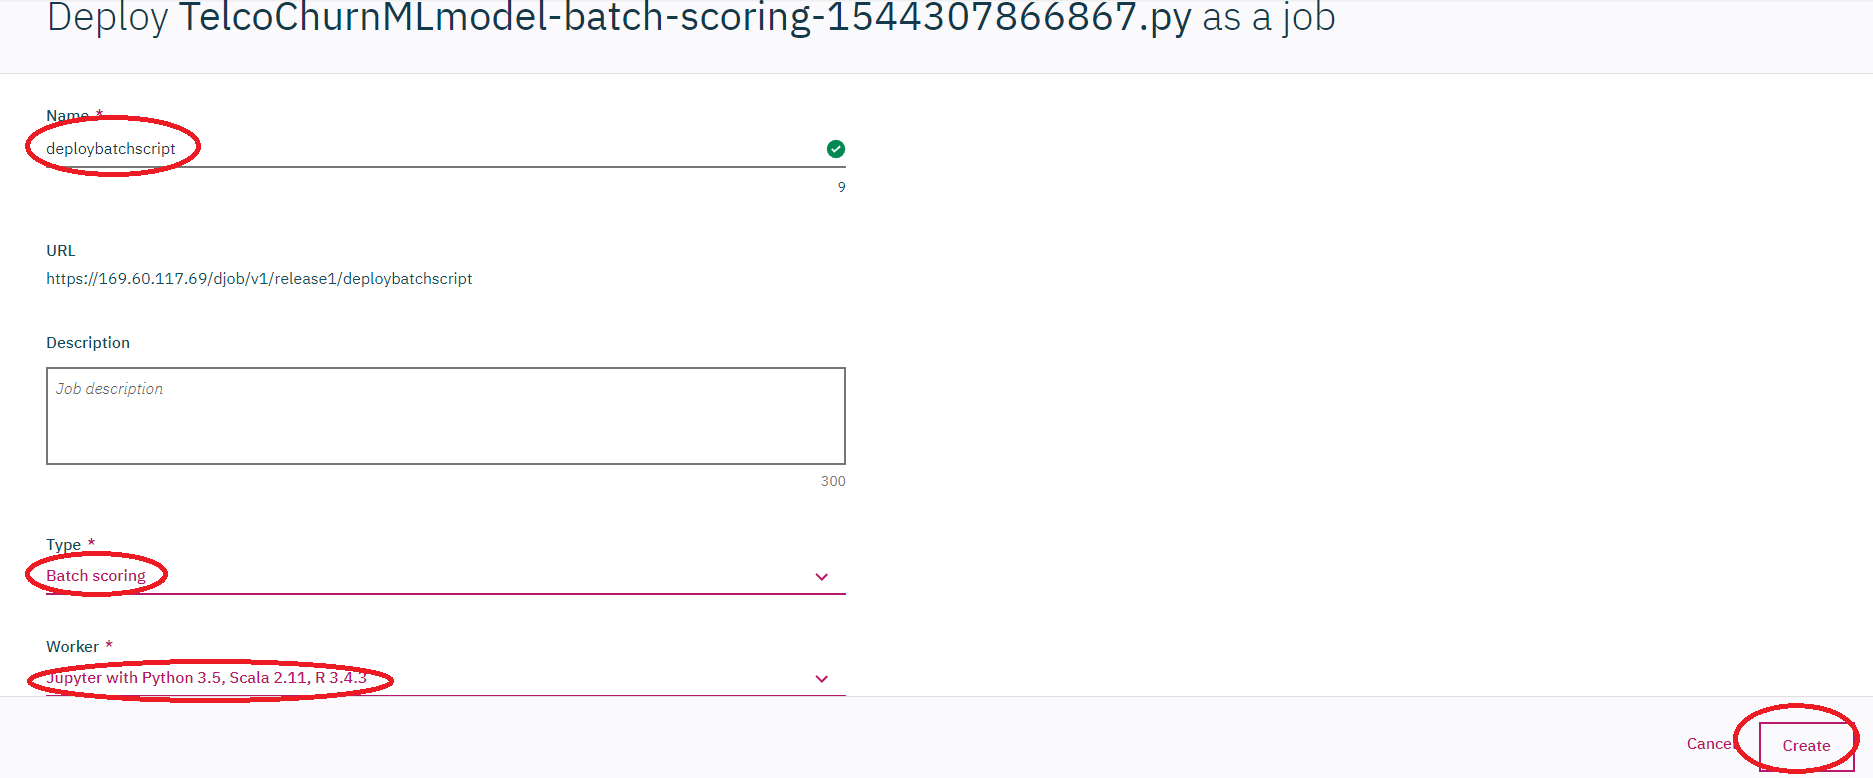 Deploy TelcoChurnMLmodel-batch-scoring-1544307866867.py as a job
Name *
deploybatchscript
9
URL
https://169.60.117.69/djob/v1/release1/deploybatchscript
Description
Job description
300
Type *
Batch scoring
Worker *
Jupyter with Python 3.5, Scala 2.11, R 3.4.3
Cancel Create